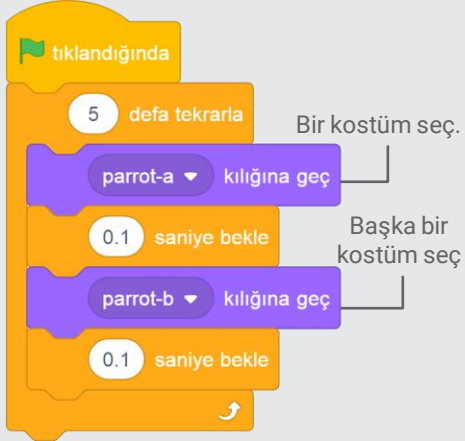 tıklandığında
5 defa tekrarla
Bir kostüm seç.
parrot-a kılığına geç
0.1 saniye bekle
Başka bir
kostüm seç
parrot-b kılığına geç
0.1 saniye bekle